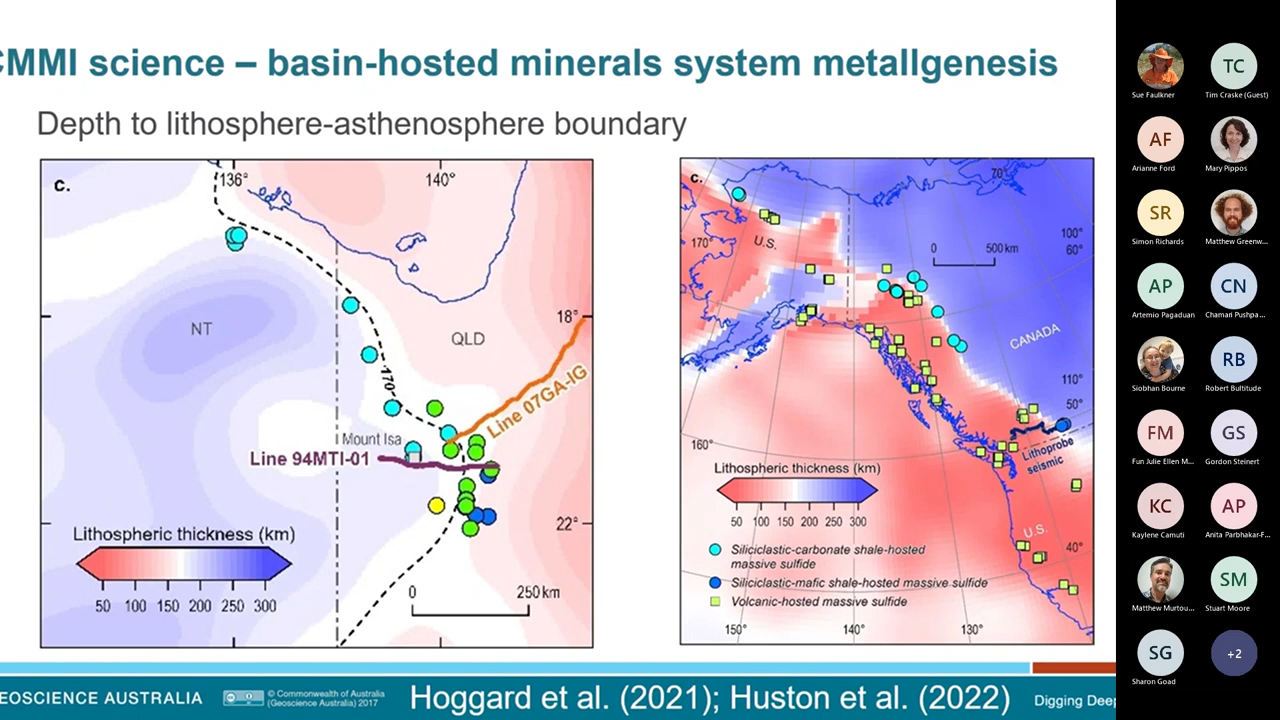 CMMI science – basin-hosted minerals system metallgenesis
Depth to lithosphere-asthenosphere boundary
c.
136°
140°
NT
QLD
18°
170
Line 07GA-IG
Mount Isa
Line 94MTI-01
22°
Lithospheric thickness (km)
50 100 150 200 250 300
0 250 km
c.
70°
170°
U.S.
0 500 km
100°
60°
CANADA
110°
50°
160°
Lithoprobe
seismic
Lithospheric thickness (km)
50 100 150 200 250 300
U.S.
40°
Siliciclastic-carbonate shale-hosted
massive sulfide
Siliciclastic-mafic shale-hosted massive sulfide
Volcanic-hosted massive sulfide
150°
140°
130°
EOSCIENCE AUSTRALIA
cc
© Commonwealth of Australia
(Geoscience Australia) 2017
Hoggard et al. (2021); Huston et al. (2022)
Digging Deep
Sue Faulkner
TC
Tim Craske (Guest)
AF
Arianne Ford
Mary Pippos
SR
Simon Richards
Matthew Greenw...
AP
Artemio Pagaduan
CN
Chamari Pushpa...
Siobhan Bourne
RB
Robert Bultitude
FM
Fun Julie Ellen M...
GS
Gordon Steinert
KC
Kaylene Camuti
AP
Anita Parbhakar-F...
Matthew Murtou...
SM
Stuart Moore
SG
Sharon Goad
+2